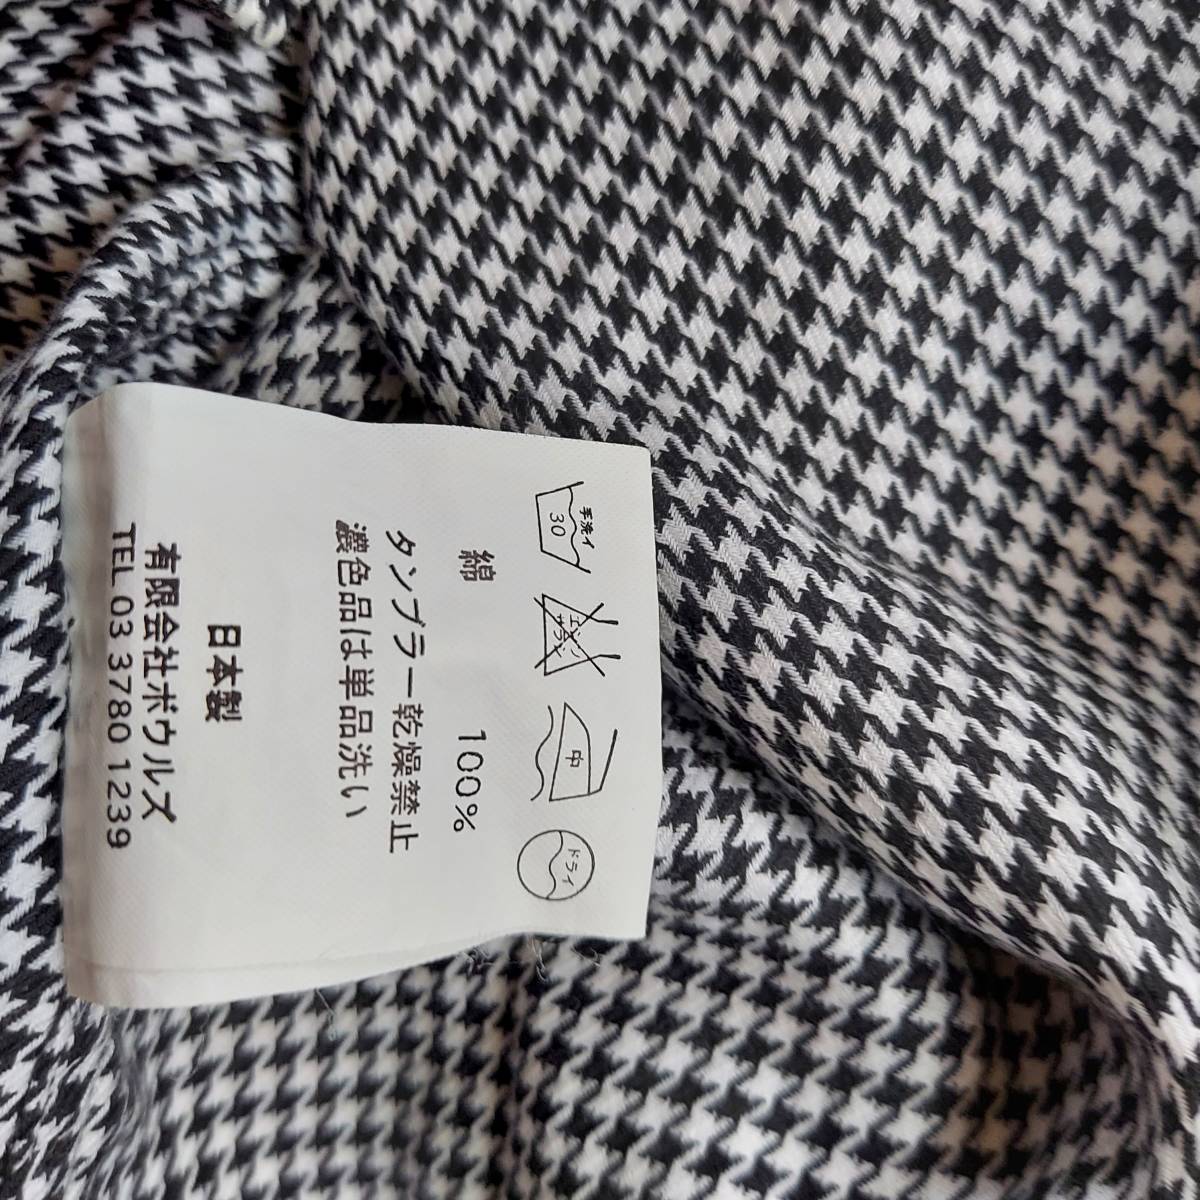 手洗イ 30
エンソサラシ
中
ドライ
綿 100%
タンブラー乾燥禁止
濃色品は単品洗い
日本製
有限会社ボウルズ
TEL 03 3780 1239